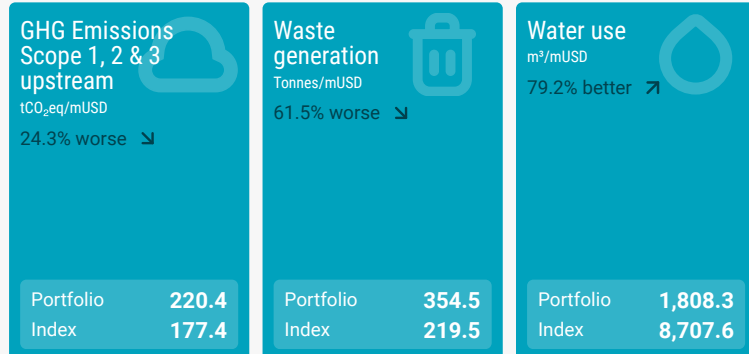 GHG Emissions
Scope 1, 2 & 3
upstream
tCO₂eq/mUSD
24.3% worse
Portfolio 220.4
Index 177.4
Waste
generation
Tonnes/mUSD
61.5% worse
Portfolio 354.5
Index 219.5
Water use
m³/mUSD
79.2% better
Portfolio 1,808.3
Index 8,707.6